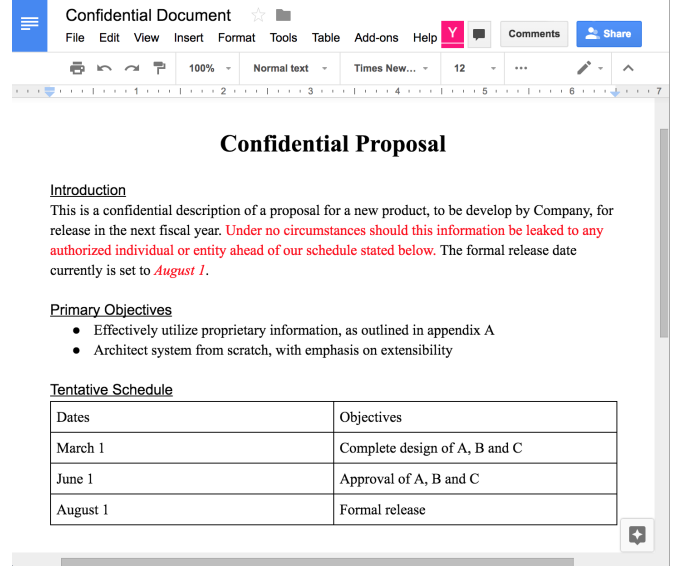 Confidential Document
File Edit View Insert Format Tools Table Add-ons Help Y Comments Share
100% Normal text Times New... 12 ...
1 2 3 4 5 6 7
Confidential Proposal
Introduction
This is a confidential description of a proposal for a new product, to be develop by Company, for
release in the next fiscal year. Under no circumstances should this information be leaked to any
authorized individual or entity ahead of our schedule stated below. The formal release date
currently is set to August 1.
Primary Objectives
● Effectively utilize proprietary information, as outlined in appendix A
● Architect system from scratch, with emphasis on extensibility
Tentative Schedule
Dates Objectives
March 1 Complete design of A, B and C
June 1 Approval of A, B and C
August 1 Formal release